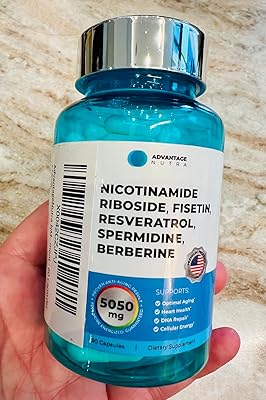 ADVANTAGE
NUTRA
NICOTINAMIDE
RIBOSIDE, FISETIN,
RESVERATROL,
SPERMIDINE,
BERBERINE
5050
mg
SUPPORTS:
Optimal Aging
Heart Health
DNA Repair
Cellular Energy
Capsules
Dietary Supplement